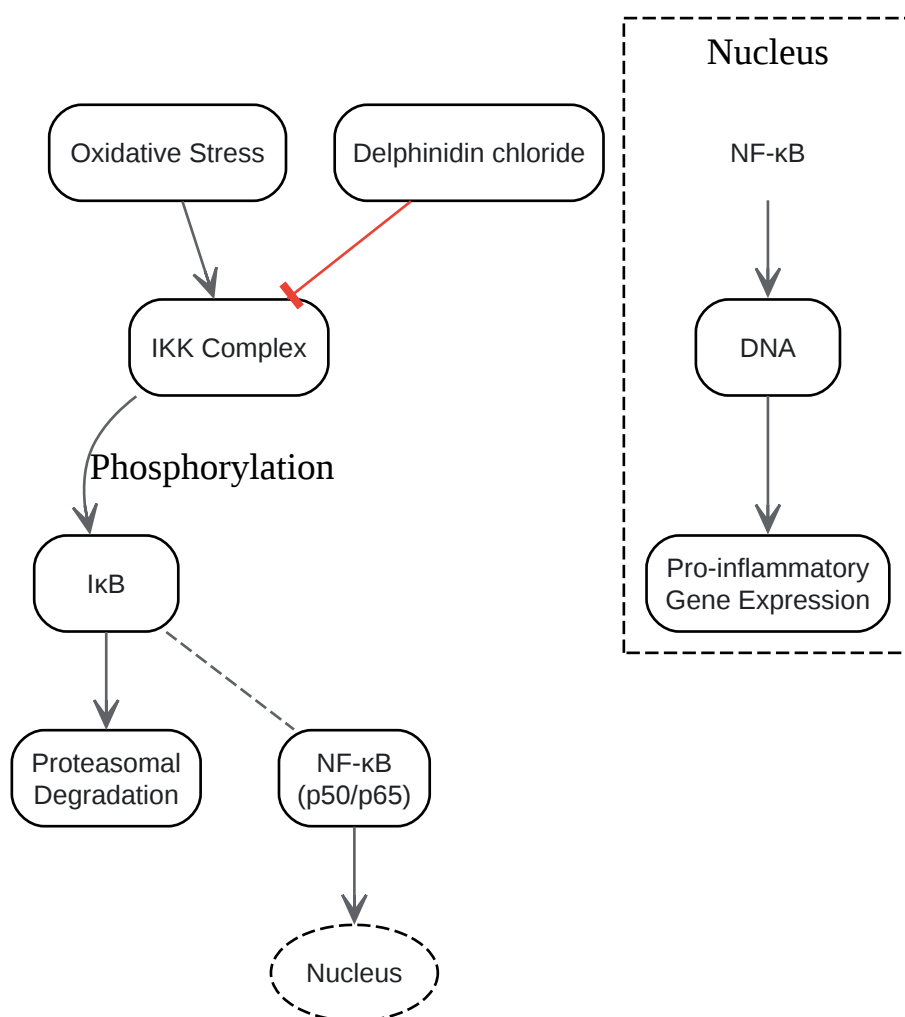 Nucleus
Oxidative Stress
Delphinidin chloride
NF-κB
IKK Complex
DNA
Phosphorylation
IκB
Pro-inflammatory
Gene Expression
Proteasomal
Degradation
NF-κB
(p50/p65)
Nucleus